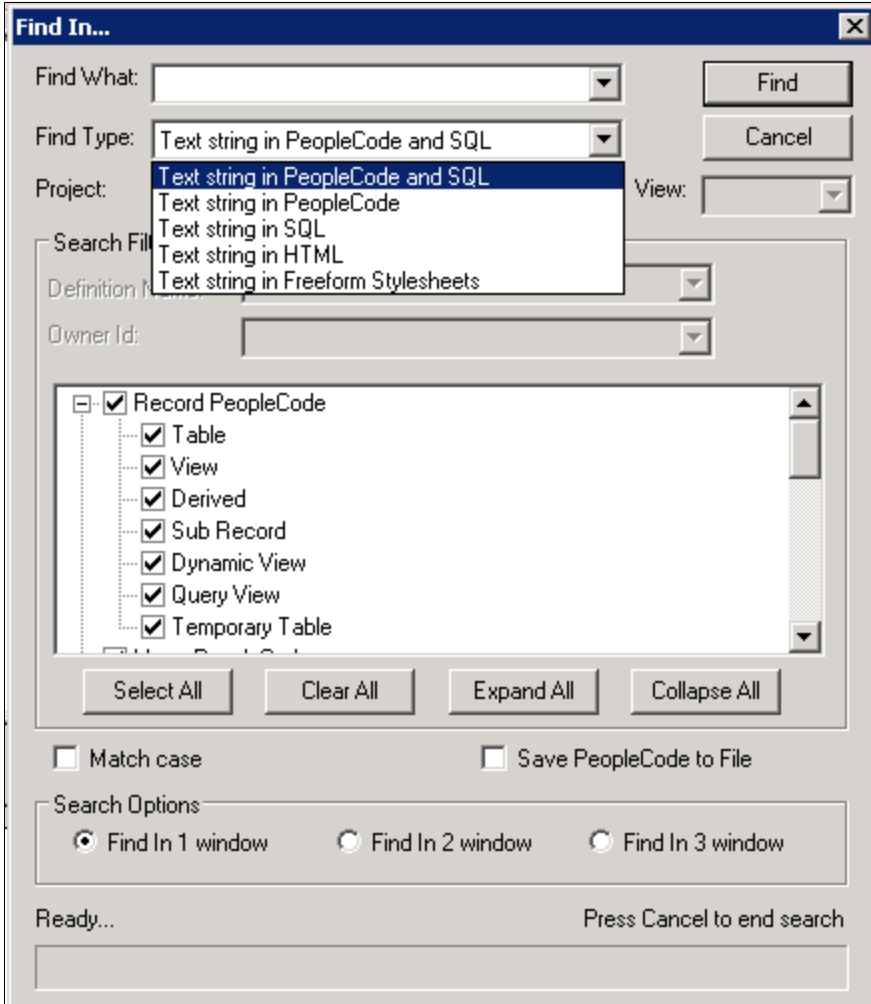 Find In...
Find What:
Find
Find Type: Text string in PeopleCode and SQL
Cancel
Project:
View:
Text string in PeopleCode and SQL
Text string in PeopleCode
Text string in SQL
Text string in HTML
Text string in Freeform Stylesheets
Search
Definition
Owner Id:
Record PeopleCode
Table
View
Derived
Sub Record
Dynamic View
Query View
Temporary Table
Select All Clear All Expand All Collapse All
Match case Save PeopleCode to File
Search Options
Find In 1 window Find In 2 window Find In 3 window
Ready... Press Cancel to end search